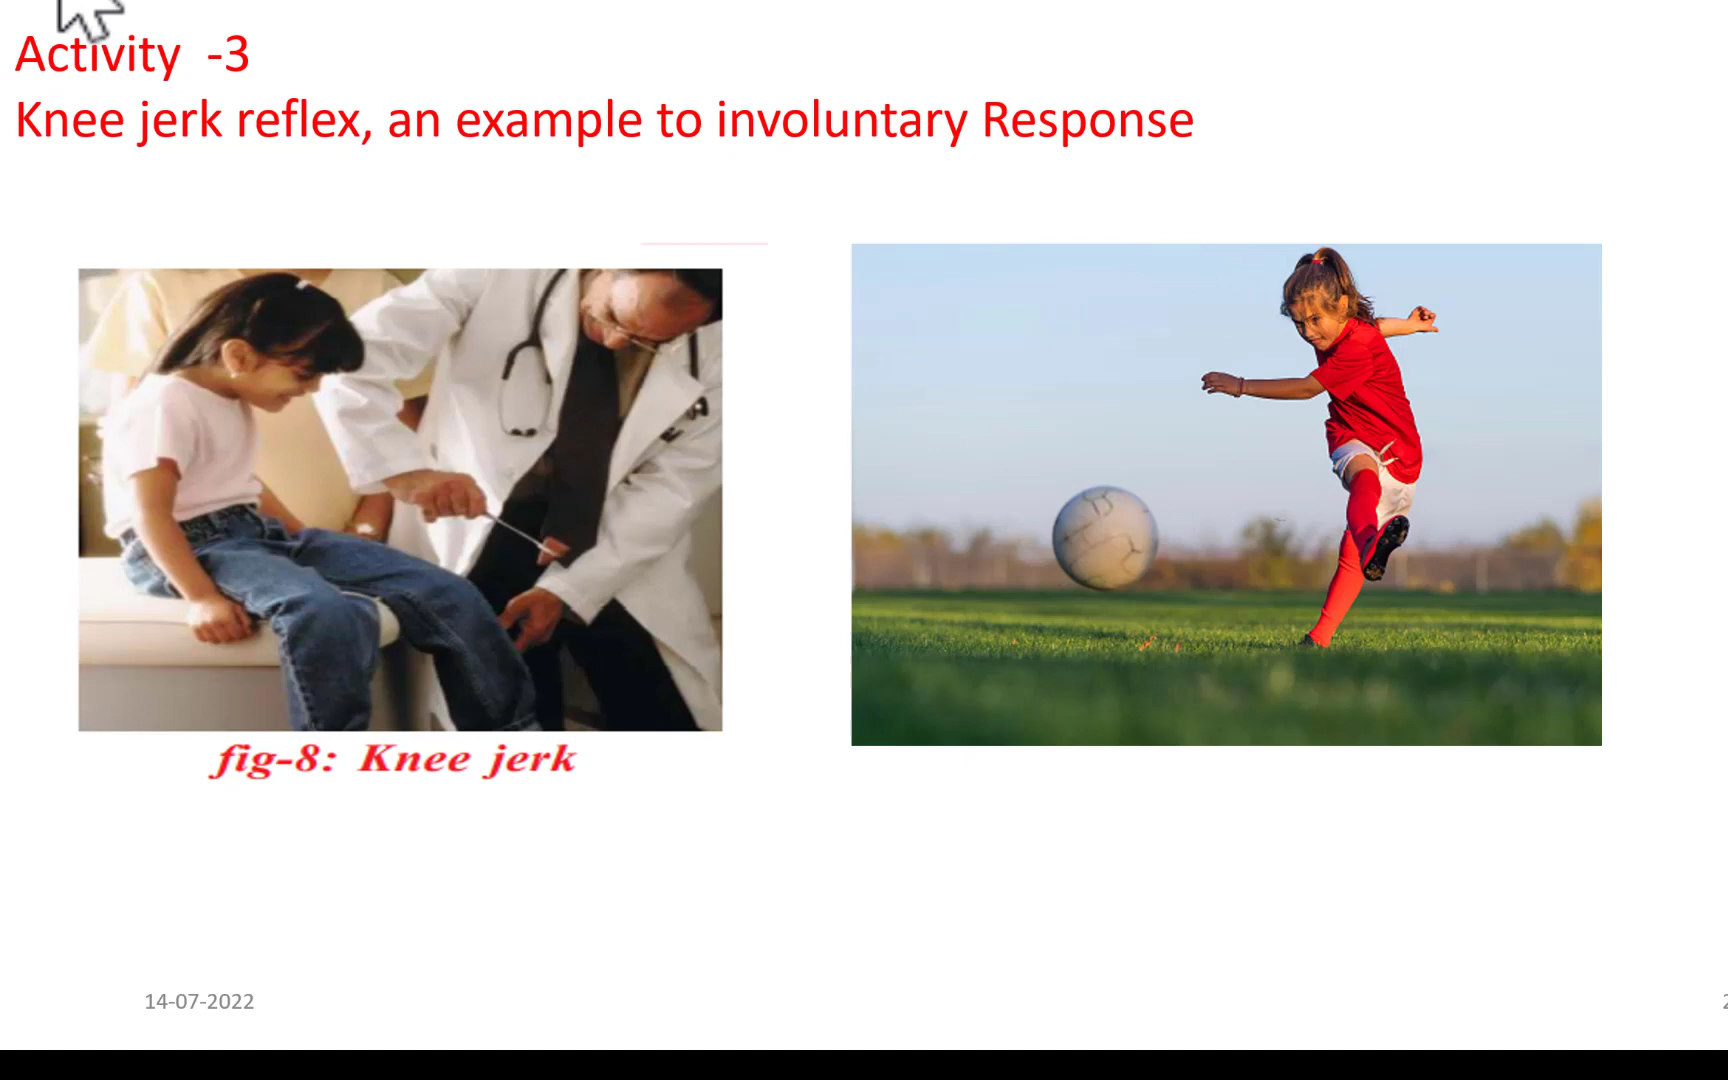 Activity -3
Knee jerk reflex, an example to involuntary Response
fig-8: Knee jerk
14-07-2022